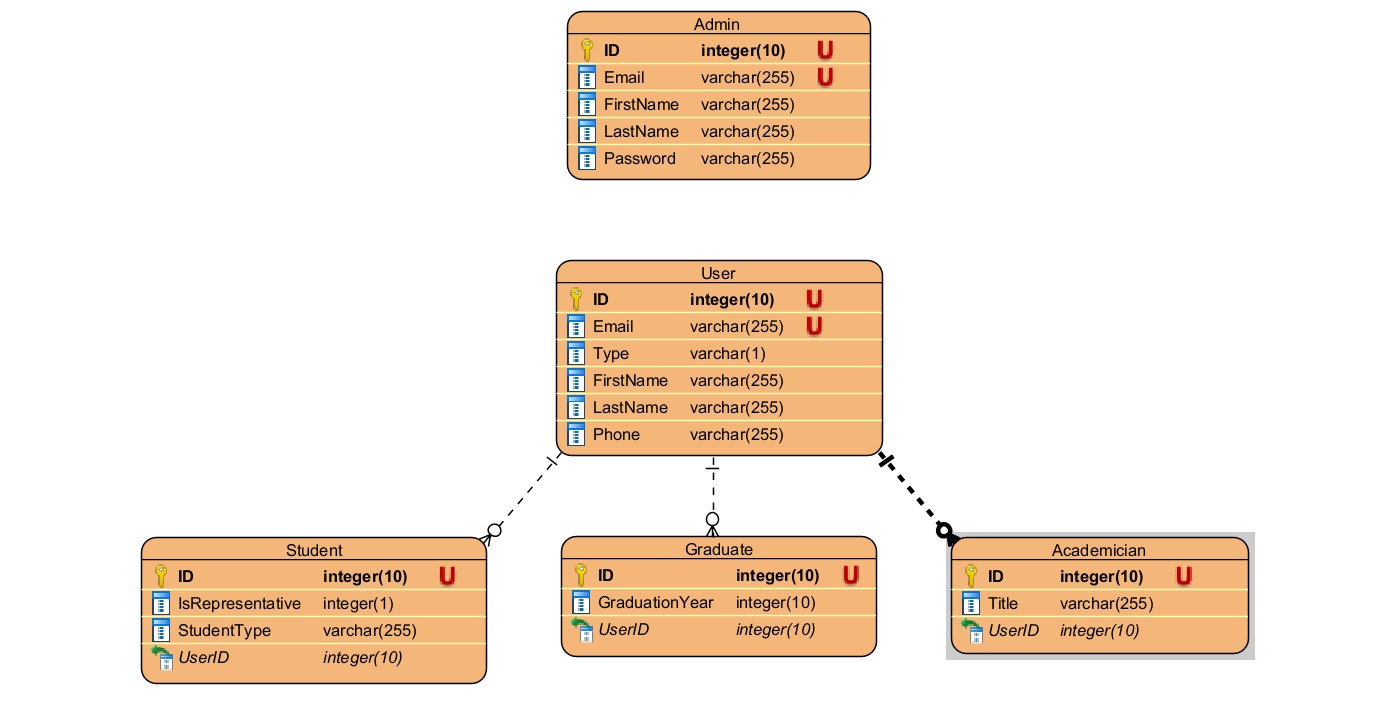 Admin
ID integer(10) U
Email varchar(255) U
FirstName varchar(255)
LastName varchar(255)
Password varchar(255)
User
ID integer(10) U
Email varchar(255) U
Type varchar(1)
FirstName varchar(255)
LastName varchar(255)
Phone varchar(255)
Student
ID integer(10) U
IsRepresentative integer(1)
StudentType varchar(255)
UserID integer(10)
Graduate
ID integer(10) U
GraduationYear integer(10)
UserID integer(10)
Academician
ID integer(10) U
Title varchar(255)
UserID integer(10)